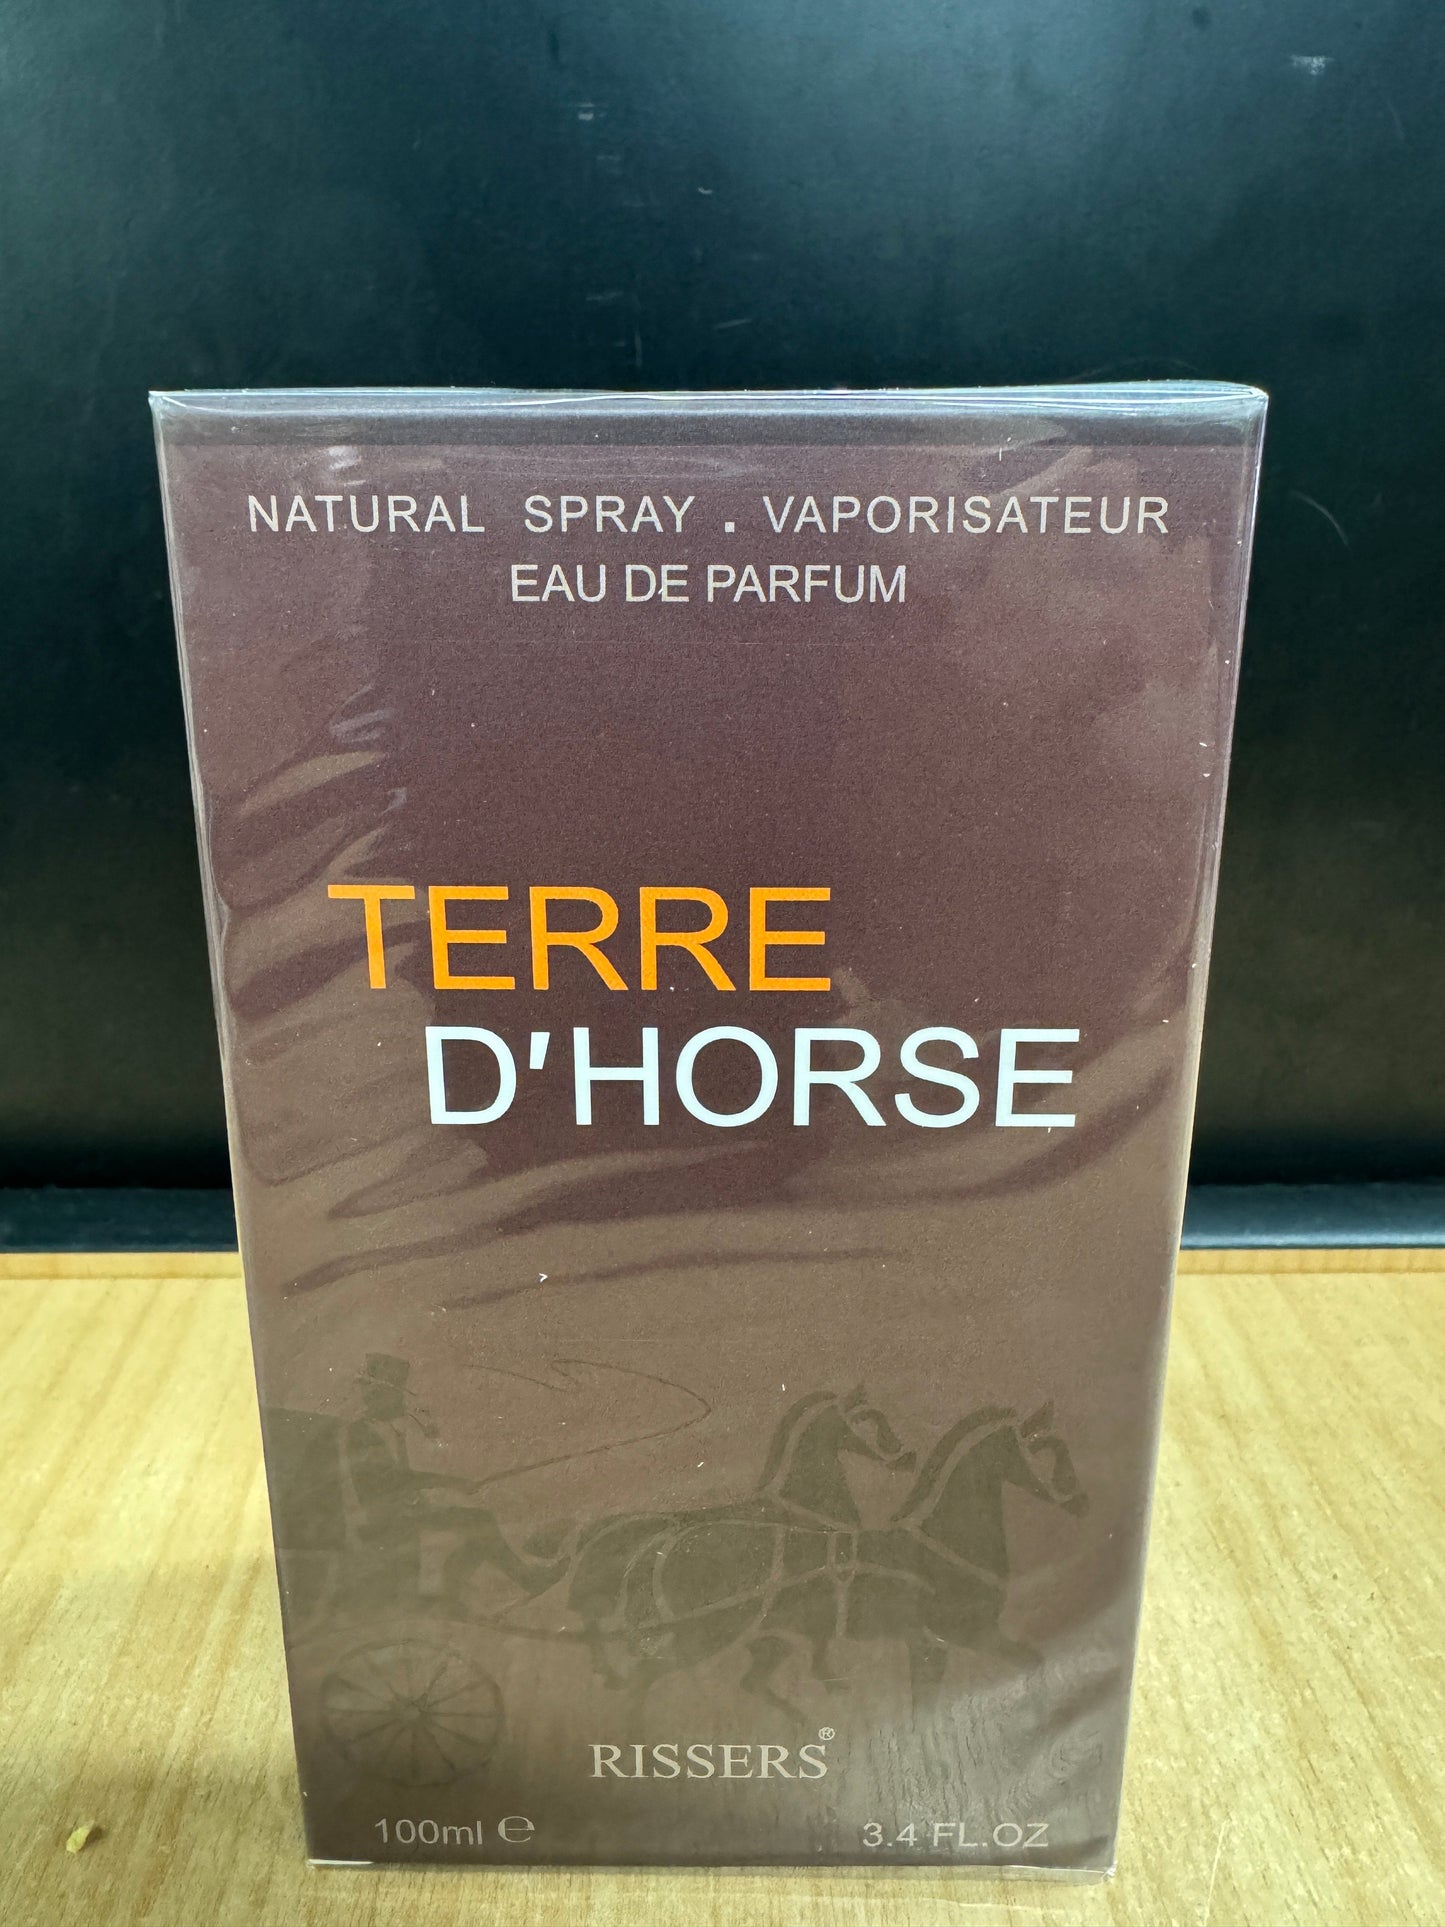 NATURAL SPRAY . VAPORISATEUR
EAU DE PARFUM
TERRE
D'HORSE
RISSERS®
100ml ℮ 3.4 FL.OZ